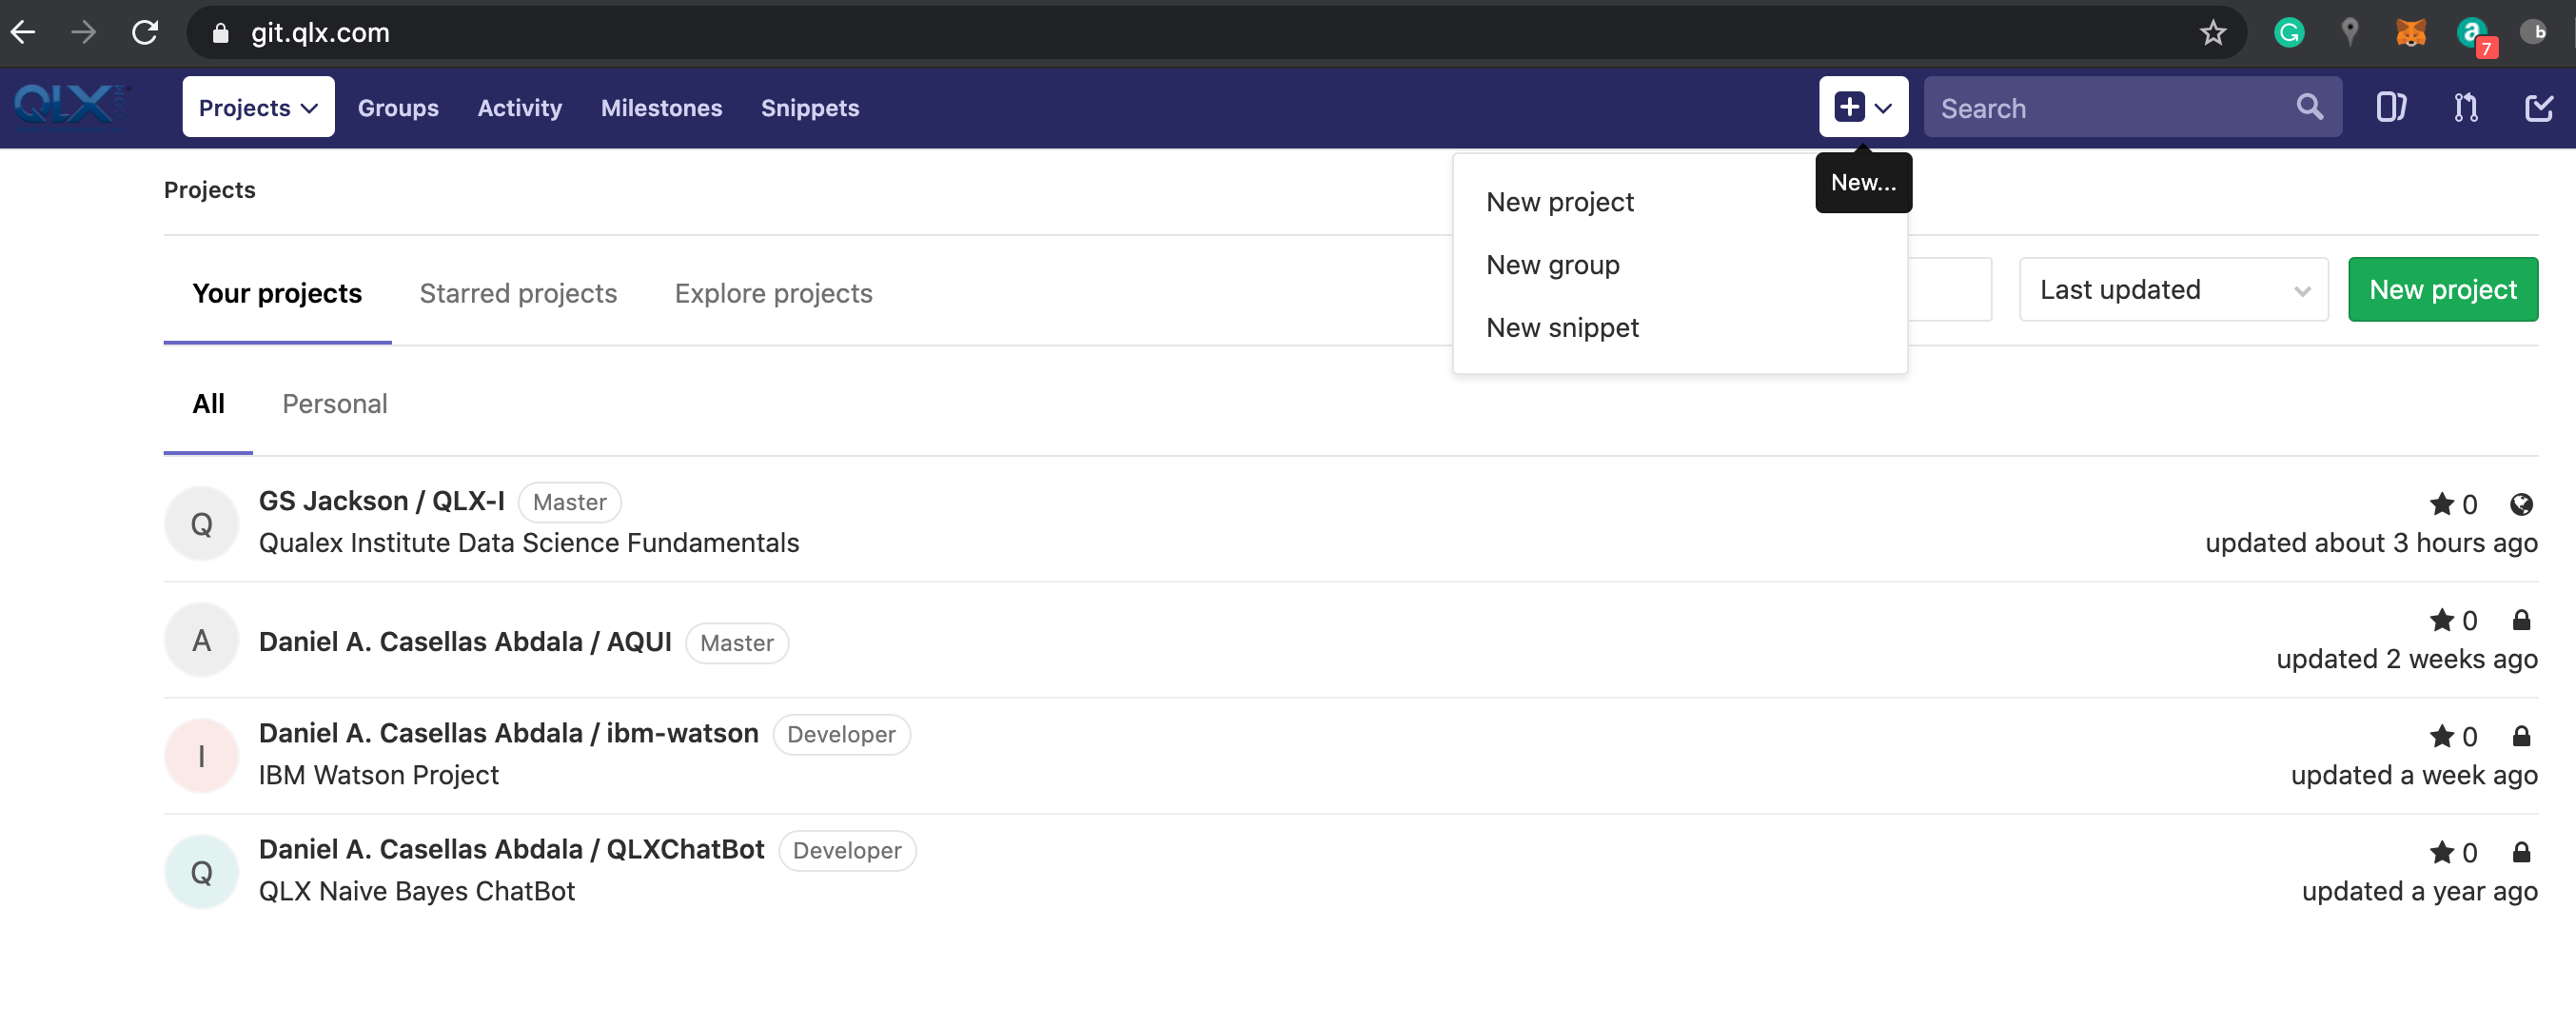 git.qlx.com
7
b
QLX
Projects Groups Activity Milestones Snippets
Search
New...
Projects
New project
New group
New snippet
Your projects Starred projects Explore projects
Last updated
New project
All Personal
Q
GS Jackson / QLX-I Master
0
Qualex Institute Data Science Fundamentals
updated about 3 hours ago
A
Daniel A. Casellas Abdala / AQUI Master
0
updated 2 weeks ago
I
Daniel A. Casellas Abdala / ibm-watson Developer
0
IBM Watson Project
updated a week ago
Q
Daniel A. Casellas Abdala / QLXChatBot Developer
0
QLX Naive Bayes ChatBot
updated a year ago